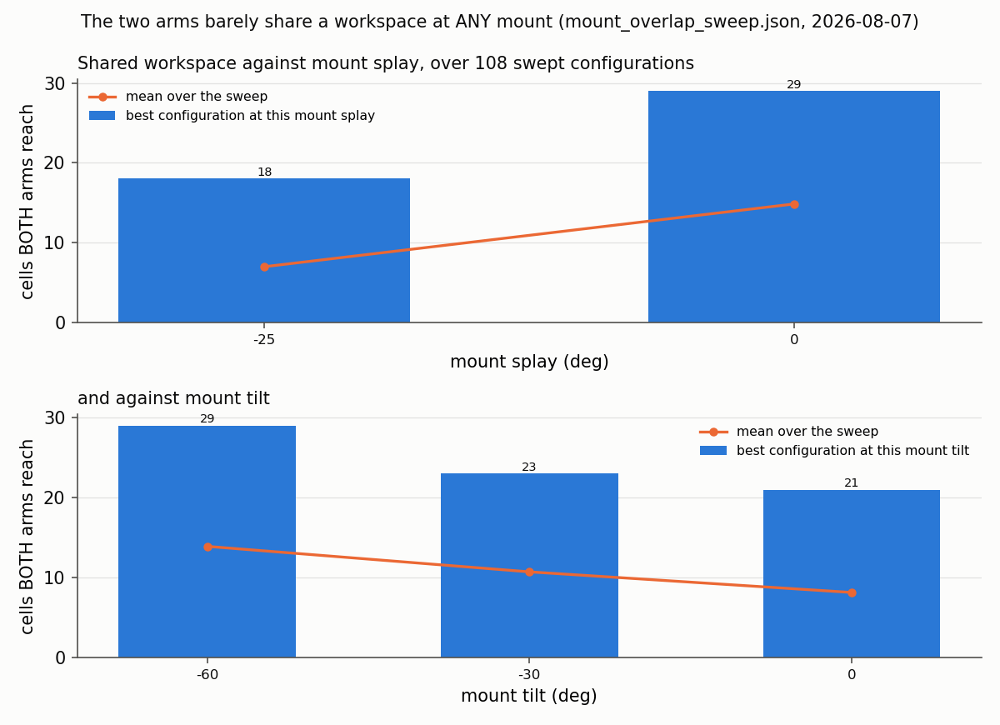 The two arms barely share a workspace at ANY mount (mount_overlap_sweep.json, 2026-08-07)
Shared workspace against mount splay, over 108 swept configurations
cells BOTH arms reach
30
20
10
0
mean over the sweep
best configuration at this mount splay
18
29
-25
0
mount splay (deg)
and against mount tilt
cells BOTH arms reach
30
20
10
0
mean over the sweep
best configuration at this mount tilt
29
23
21
-60
-30
0
mount tilt (deg)